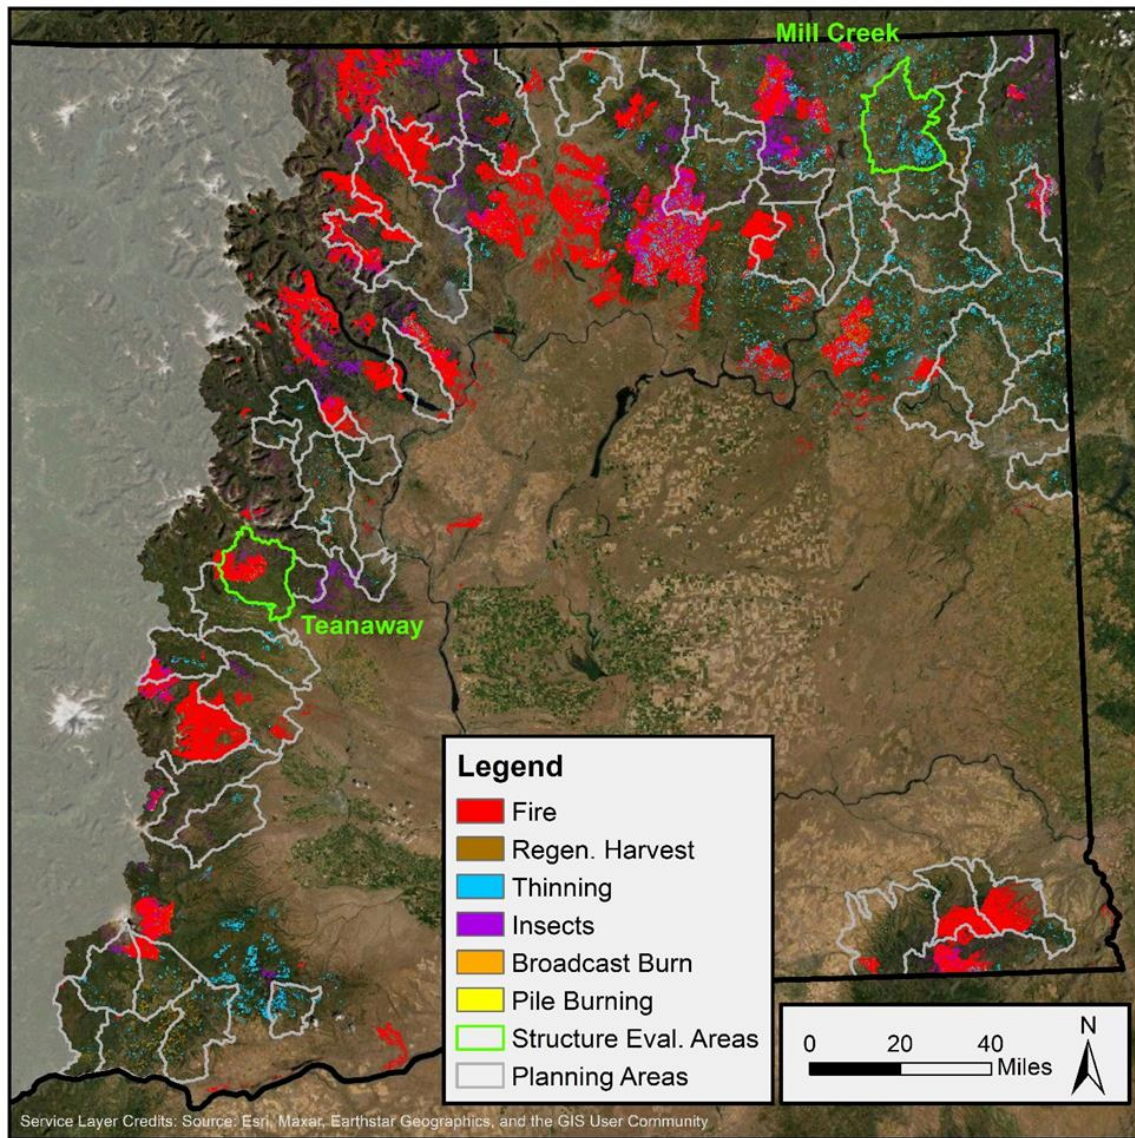 Mill Creek
Teanaway
Legend
Fire
Regen. Harvest
Thinning
Insects
Broadcast Burn
Pile Burning
Structure Eval. Areas
Planning Areas
N
0 20 40
Miles
Service Layer Credits: Source: Esri, Maxar, Earthstar Geographics, and the GIS User Community